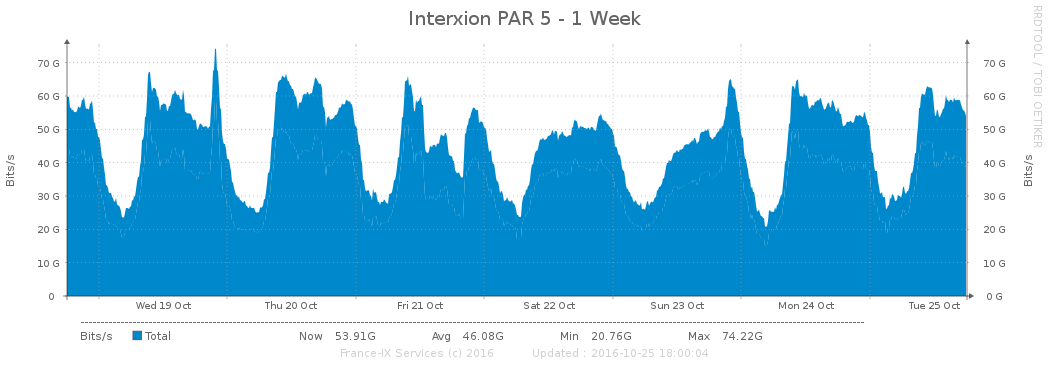 Interxion PAR 5 - 1 Week
RRDTOOL / TOBI OETIKER
Bits/s
70 G 70 G
60 G 60 G
50 G 50 G
40 G 40 G
30 G 30 G
20 G 20 G
10 G 10 G
0 0 G
Bits/s
Wed 19 Oct Thu 20 Oct Fri 21 Oct Sat 22 Oct Sun 23 Oct Mon 24 Oct Tue 25 Oct
Bits/s Total Now 53.91G Avg 46.08G Min 20.76G Max 74.22G
France-IX Services (c) 2016 Updated : 2016-10-25 18:00:04